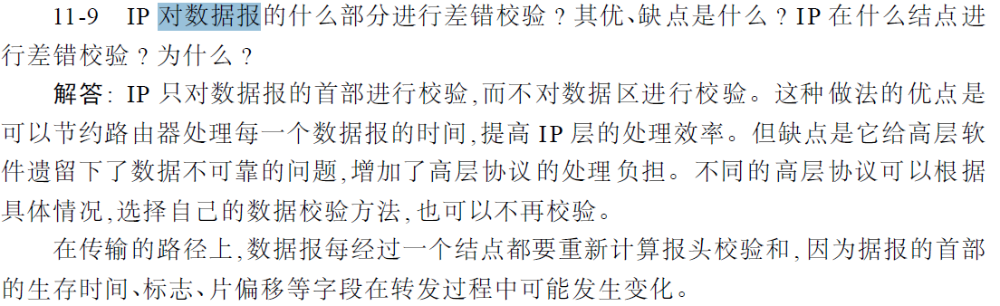 11-9 IP 对数据报的什么部分进行差错校验？其优、缺点是什么？IP 在什么结点进
行差错校验？为什么？
解答：IP 只对数据报的首部进行校验，而不对数据区进行校验。这种做法的优点是
可以节约路由器处理每一个数据报的时间，提高 IP 层的处理效率。但缺点是它给高层软
件遗留下了数据不可靠的问题，增加了高层协议的处理负担。不同的高层协议可以根据
具体情况，选择自己的数据校验方法，也可以不再校验。
在传输的路径上，数据报每经过一个结点都要重新计算报头校验和，因为据报的首部
的生存时间、标志、片偏移等字段在转发过程中可能发生变化。